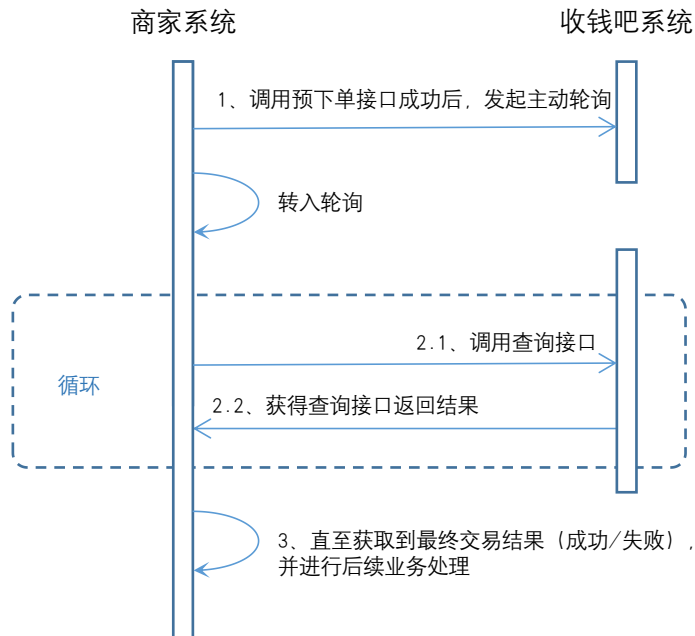 商家系统
收钱吧系统
1、调用预下单接口成功后，发起主动轮询
转入轮询
2.1、调用查询接口
循环
2.2、获得查询接口返回结果
3、直至获取到最终交易结果（成功/失败），
并进行后续业务处理